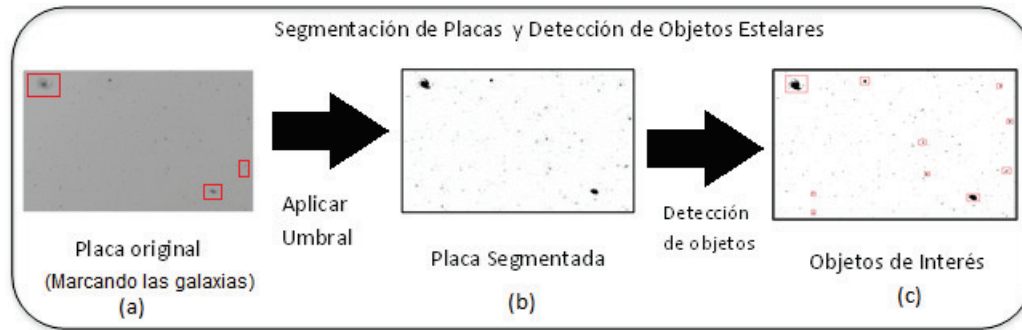 Segmentación de Placas y Detección de Objetos Estelares
Aplicar
Umbral
Detección
de objetos
Placa original
(Marcando las galaxias)
(a)
Placa Segmentada
(b)
Objetos de Interés
(c)